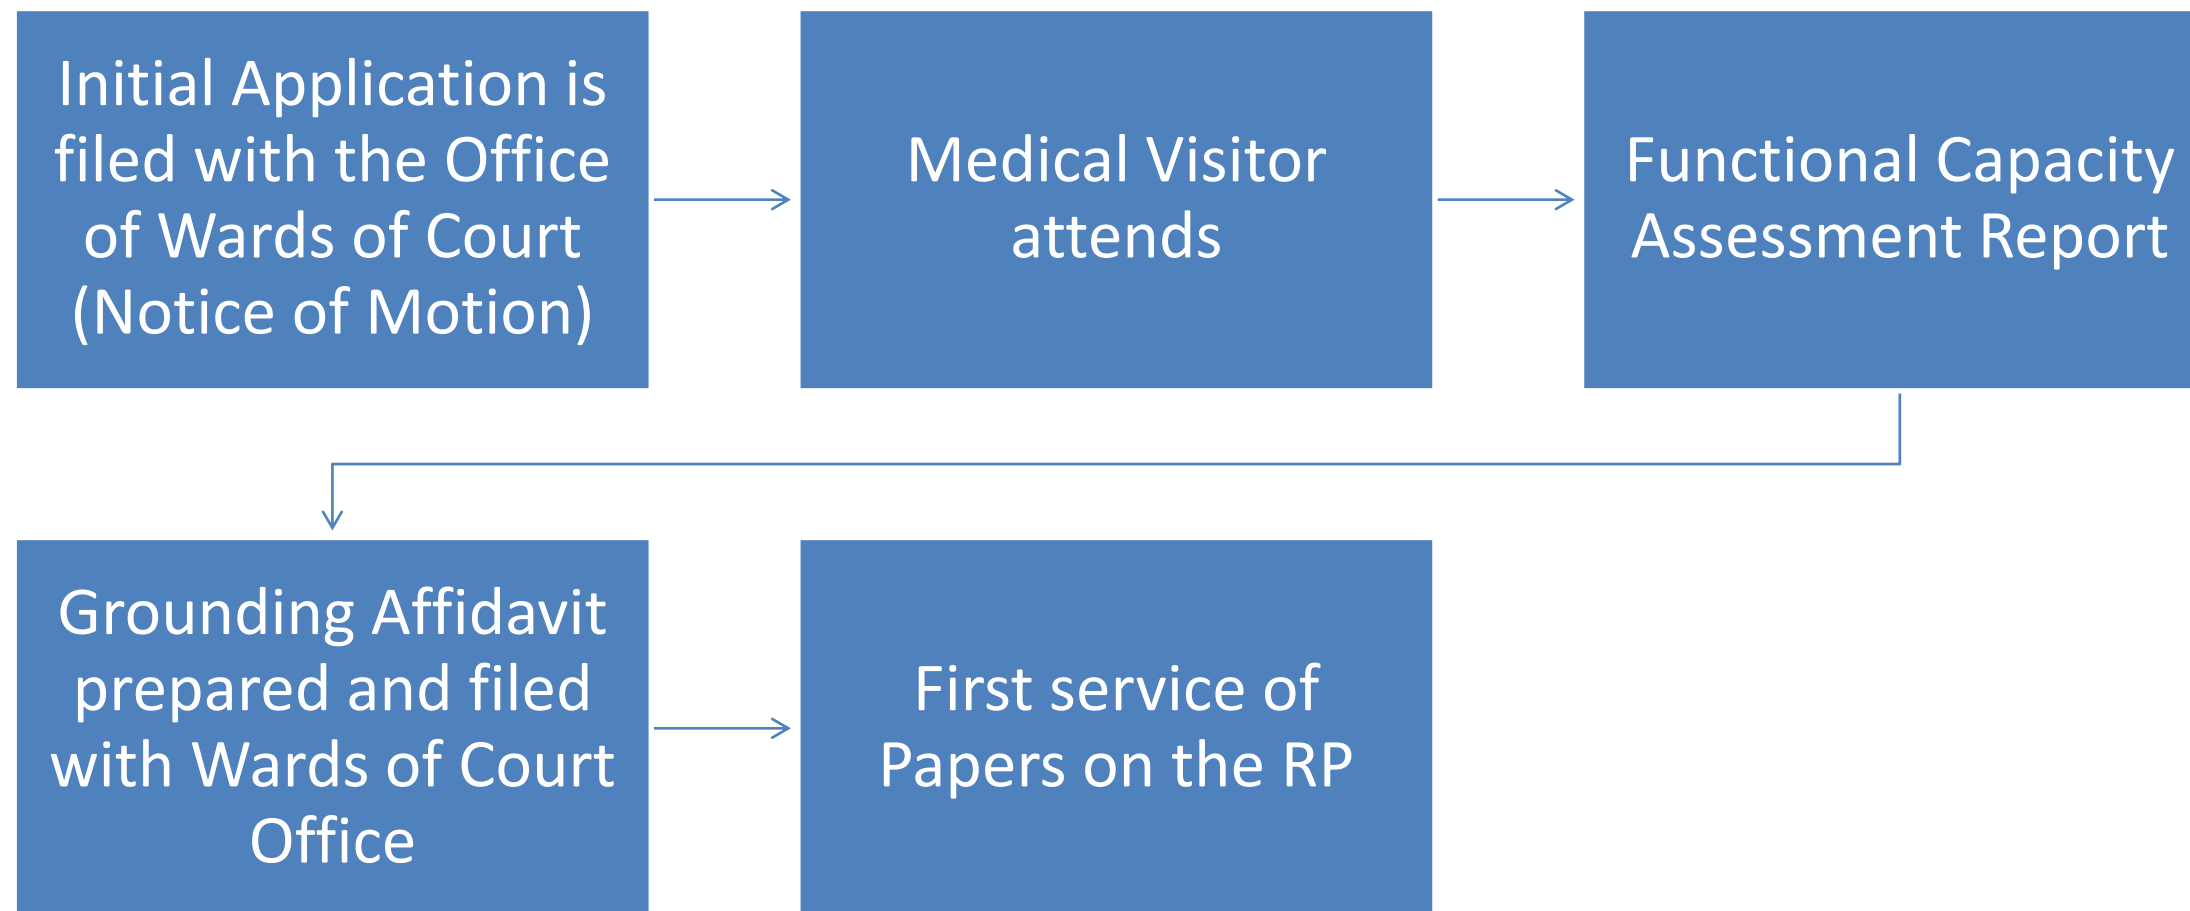 Initial Application is
filed with the Office
of Wards of Court
(Notice of Motion)
Medical Visitor
attends
Functional Capacity
Assessment Report
Grounding Affidavit
prepared and filed
with Wards of Court
Office
First service of
Papers on the RP